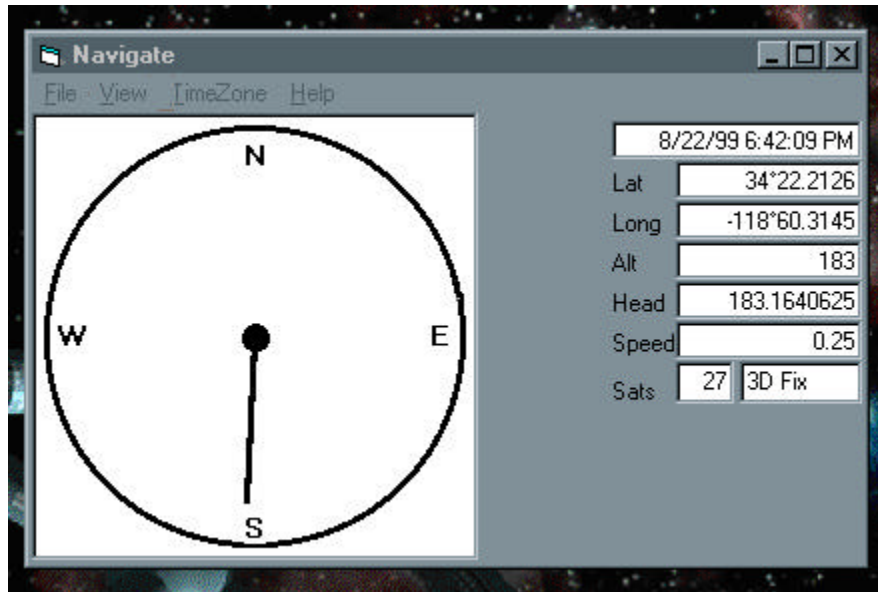 Navigate
File View TimeZone Help
N
W E
S
8/22/99 6:42:09 PM
Lat 34°22.2126
Long -118°60.3145
Alt 183
Head 183.1640625
Speed 0.25
Sats 27 3D Fix